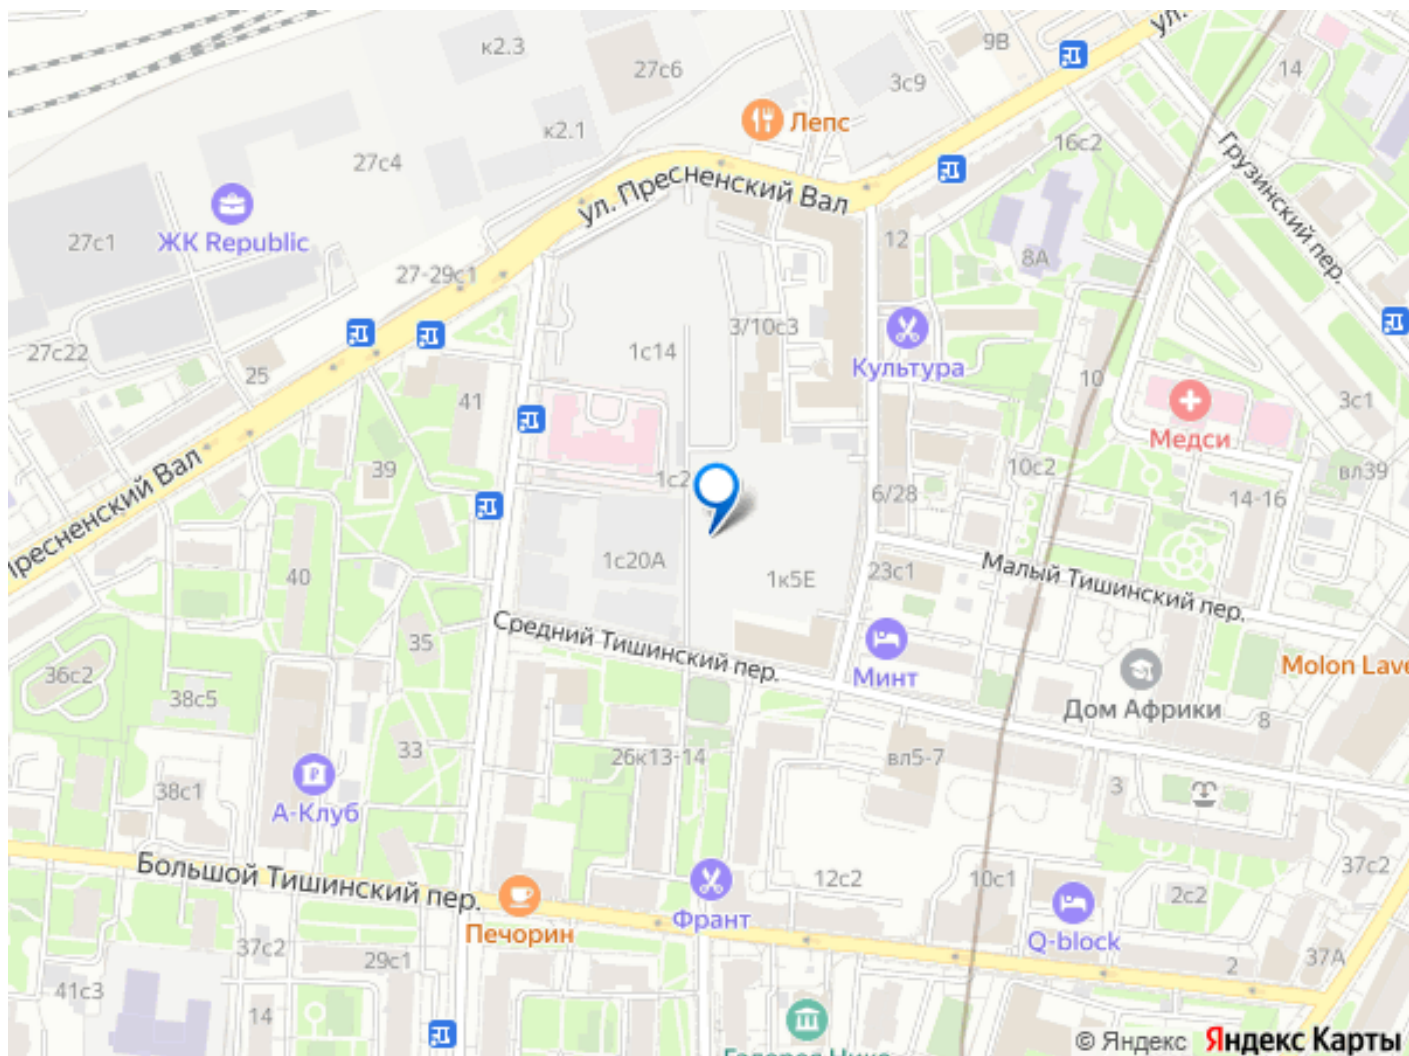 к2.3
27с6
9В
ул.
14
3с9
Лепс
к2.1
16с2
27с4
Грузинский пер.
ул. Пресненский Вал
ЖК Republic
27с1
12
8А
27-29с1
3/10с3
27с22
1с14
Культура
25
10
41
3с1
Медси
39
10с2
вл39
1с2
6/28
14-16
Пресненский Вал
1с20А
1к5Е
23с1
Малый Тишинский пер.
40
Средний Тишинский пер.
35
36с2
Минт
Molon Lave
38с5
Дом Африки
8
33
26к13-14
вл5-7
38с1
3
А-Клуб
Большой Тишинский пер.
12с2
10с1
37с2
2с2
Печорин
Франт
Q-block
37с2
29с1
2
37А
41с3
14
© Яндекс Яндекс Карты